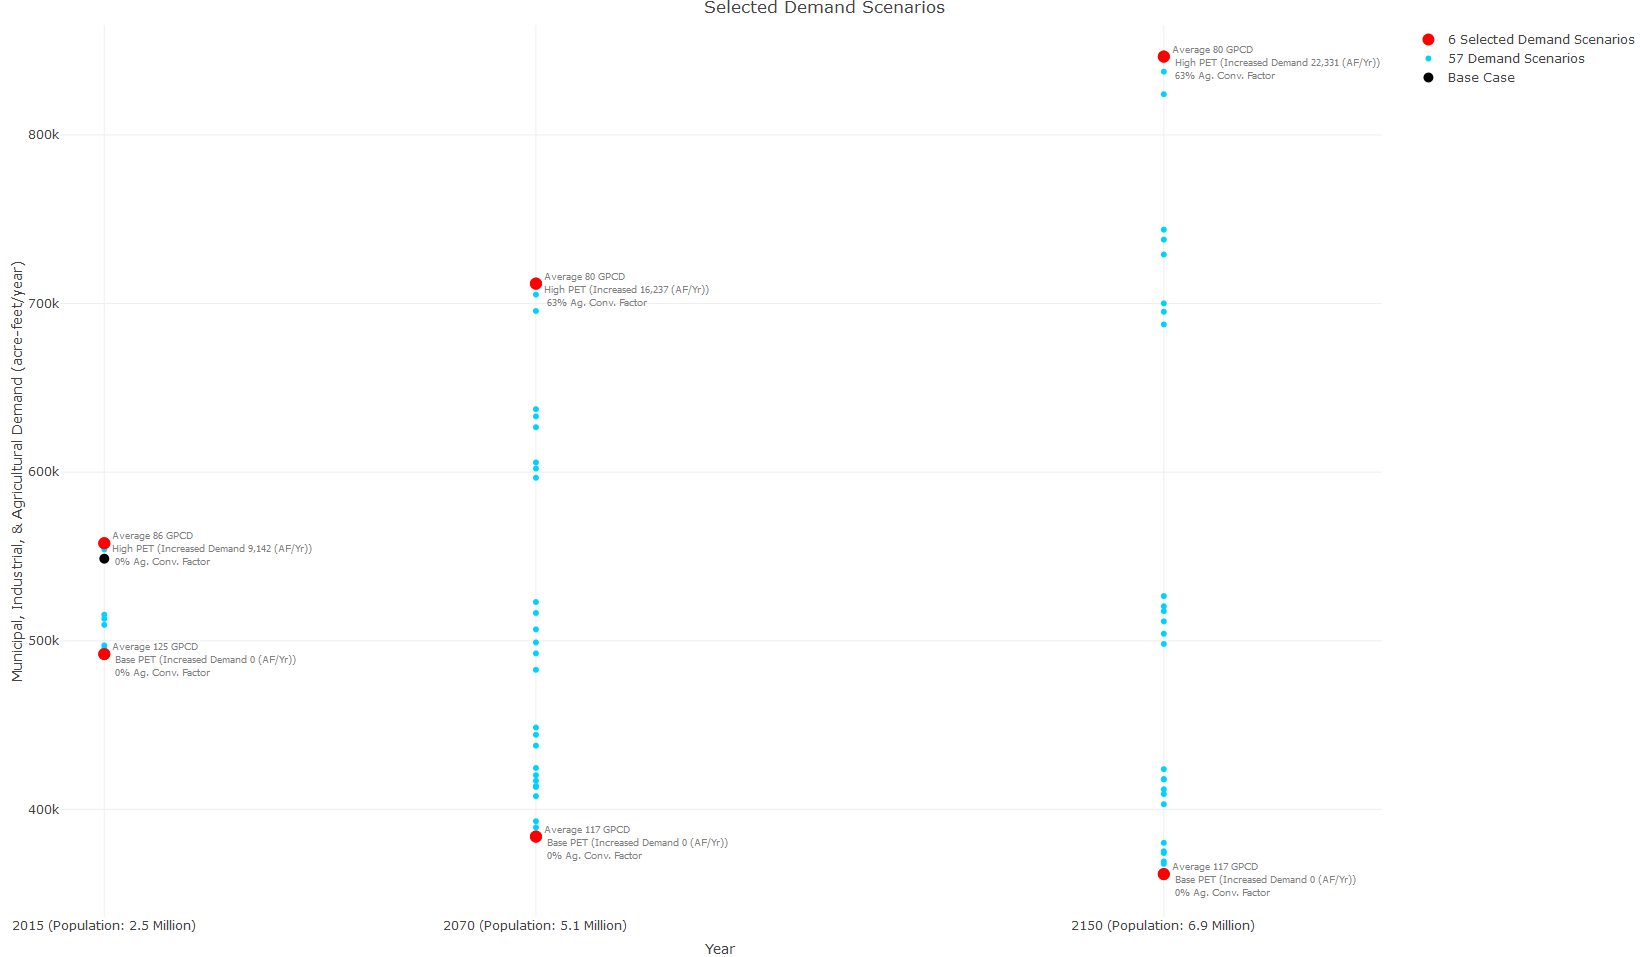 Selected Demand Scenarios
6 Selected Demand Scenarios
57 Demand Scenarios
Base Case
Municipal, Industrial, & Agricultural Demand (acre-feet/year)
800k
700k
600k
500k
400k
Average 80 GPCD
High PET (Increased Demand 22,331 (AF/Yr))
63% Ag. Conv. Factor
Average 80 GPCD
High PET (Increased 16,237 (AF/Yr))
63% Ag. Conv. Factor
Average 86 GPCD
High PET (Increased Demand 9,142 (AF/Yr))
0% Ag. Conv. Factor
Average 125 GPCD
Base PET (Increased Demand 0 (AF/Yr))
0% Ag. Conv. Factor
Average 117 GPCD
Base PET (Increased Demand 0 (AF/Yr))
0% Ag. Conv. Factor
Average 117 GPCD
Base PET (Increased Demand 0 (AF/Yr))
0% Ag. Conv. Factor
2015 (Population: 2.5 Million)
2070 (Population: 5.1 Million)
2150 (Population: 6.9 Million)
Year